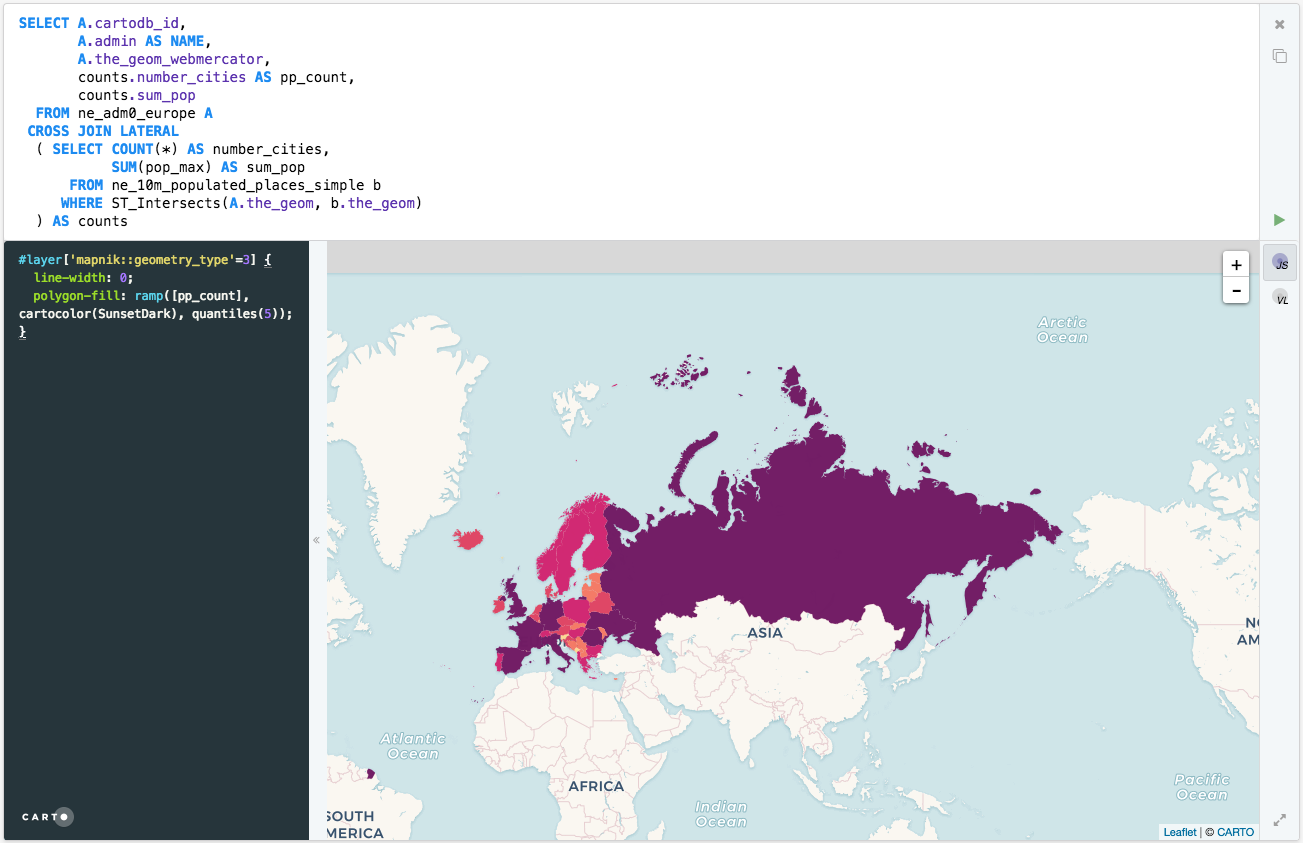 SELECT A.cartodb_id,
A.admin AS NAME,
A.the_geom_webmercator,
counts.number_cities AS pp_count,
counts.sum_pop
FROM ne_adm0_europe A
CROSS JOIN LATERAL
( SELECT COUNT(*) AS number_cities,
SUM(pop_max) AS sum_pop
FROM ne_10m_populated_places_simple b
WHERE ST_Intersects(A.the_geom, b.the_geom)
) AS counts
#layer['mapnik::geometry_type'=3] {
line-width: 0;
polygon-fill: ramp([pp_count],
cartocolor(SunsetDark), quantiles(5));
}
CARTO
+
−
JS
VL
Arctic
Ocean
ASIA
NO
AM
Atlantic
Ocean
AFRICA
Indian
Ocean
Pacific
Ocean
SOUTH
MERICA
Leaflet | © CARTO